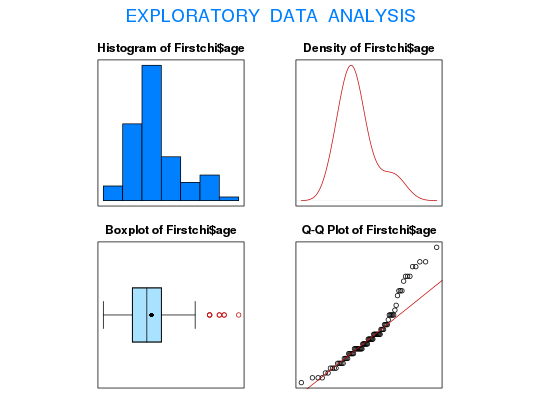 EXPLORATORY DATA ANALYSIS
Histogram of Firstchi$age
Density of Firstchi$age
Boxplot of Firstchi$age
Q-Q Plot of Firstchi$age